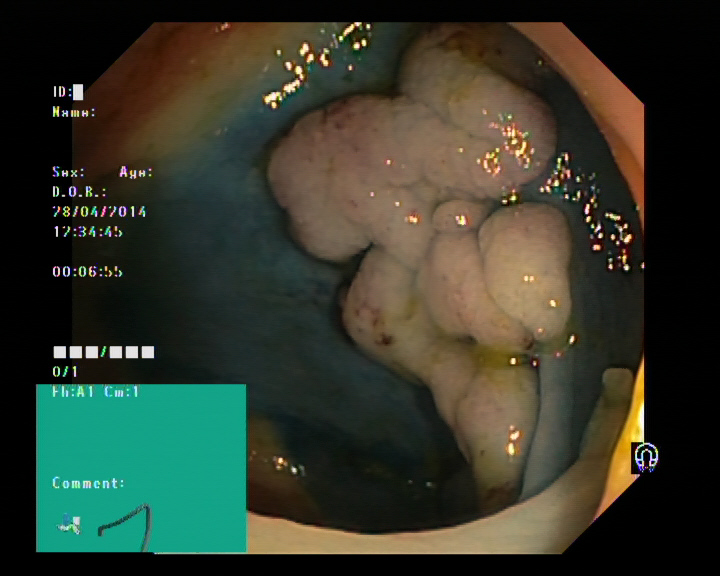 ID:
Name:
Sex: Age:
D.O.B.:
28/04/2014
12:34:45
00:06:55
/
0/1
Eh:A1 Cm:1
Comment: